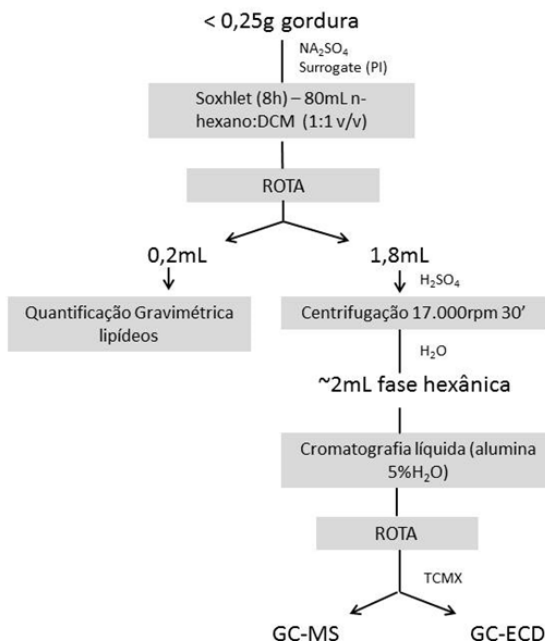 < 0,25g gordura
NA₂SO₄
Surrogate (PI)
Soxhlet (8h) – 80mL n-
hexano:DCM (1:1 v/v)
ROTA
0,2mL
1,8mL
H₂SO₄
Quantificação Gravimétrica
lipídeos
Centrifugação 17.000rpm 30’
H₂O
~2mL fase hexânica
Cromatografia líquida (alumina
5%H₂O)
ROTA
TCMX
GC-MS
GC-ECD